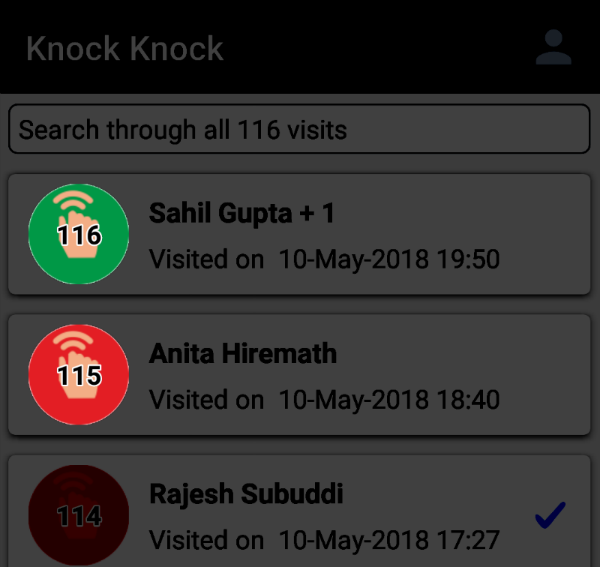 Knock Knock
Search through all 116 visits
116
Sahil Gupta + 1
Visited on 10-May-2018 19:50
115
Anita Hiremath
Visited on 10-May-2018 18:40
114
Rajesh Subuddi
Visited on 10-May-2018 17:27